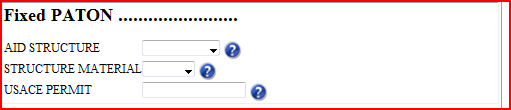 Fixed PATON ........................
AID STRUCTURE ?
STRUCTURE MATERIAL ?
USACE PERMIT ?